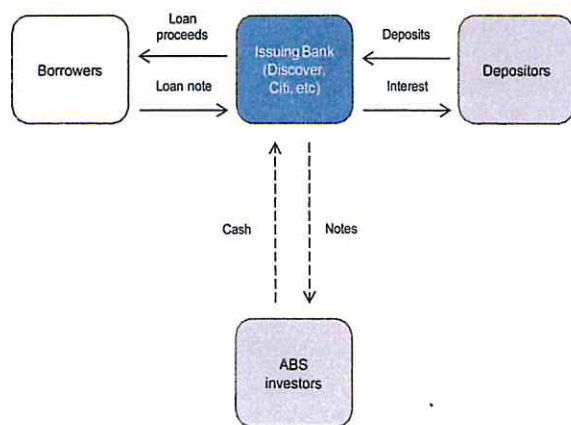 Loan
proceeds
Borrowers
Loan note
Issuing Bank
(Discover,
Citi, etc)
Deposits
Interest
Depositors
Cash
Notes
ABS
investors